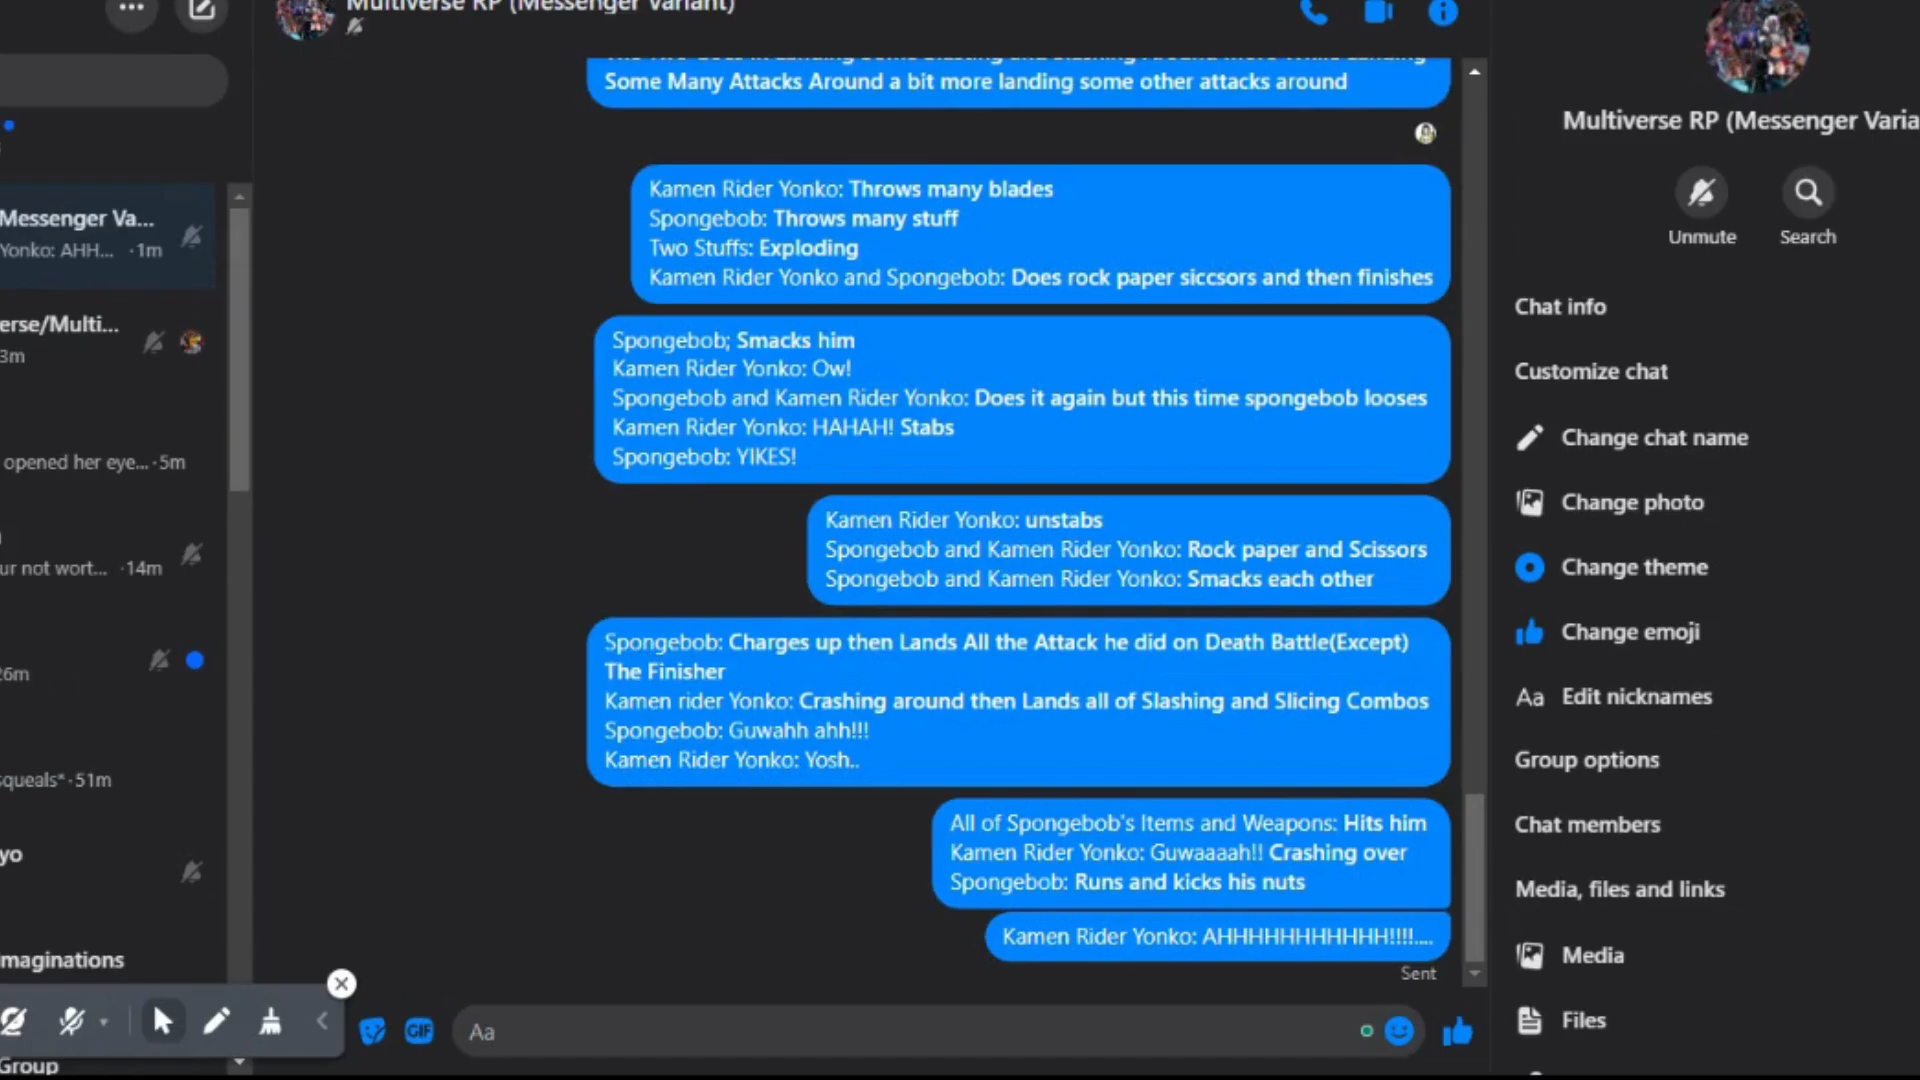 Multiverse RP (Messenger Variant)
Messenger Va...
Yonko: AHH... · 1m
erse/Multi...
3m
opened her eye... · 5m
ur not wort... · 14m
26m
squeals* · 51m
yo
maginations
Group
Some Many Attacks Around a bit more landing some other attacks around
Kamen Rider Yonko: Throws many blades
Spongebob: Throws many stuff
Two Stuffs: Exploding
Kamen Rider Yonko and Spongebob: Does rock paper siccsors and then finishes
Spongebob; Smacks him
Kamen Rider Yonko: Ow!
Spongebob and Kamen Rider Yonko: Does it again but this time spongebob looses
Kamen Rider Yonko: HAHAH! Stabs
Spongebob: YIKES!
Kamen Rider Yonko: unstabs
Spongebob and Kamen Rider Yonko: Rock paper and Scissors
Spongebob and Kamen Rider Yonko: Smacks each other
Spongebob: Charges up then Lands All the Attack he did on Death Battle(Except)
The Finisher
Kamen rider Yonko: Crashing around then Lands all of Slashing and Slicing Combos
Spongebob: Guwahh ahh!!!
Kamen Rider Yonko: Yosh..
All of Spongebob's Items and Weapons: Hits him
Kamen Rider Yonko: Guwaaaah!! Crashing over
Spongebob: Runs and kicks his nuts
Kamen Rider Yonko: AHHHHHHHHHHH!!!!....
Sent
GIF
Aa
Multiverse RP (Messenger Varia
Unmute
Search
Chat info
Customize chat
Change chat name
Change photo
Change theme
Change emoji
Aa Edit nicknames
Group options
Chat members
Media, files and links
Media
Files